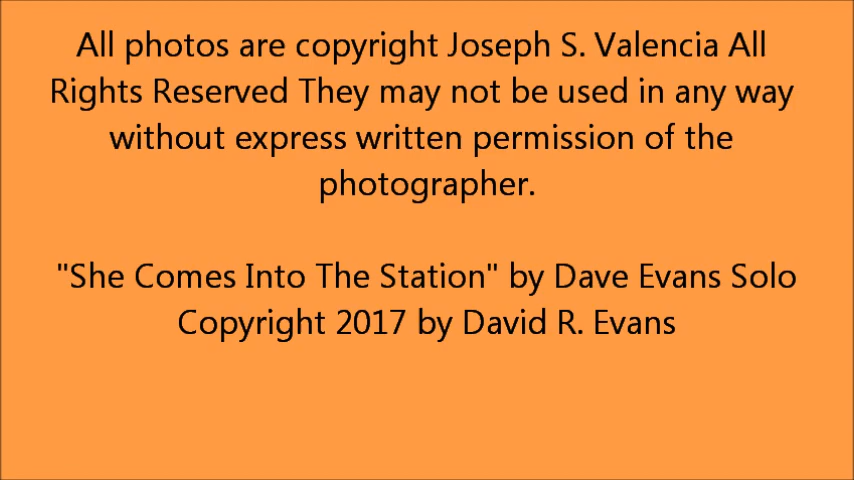 All photos are copyright Joseph S. Valencia All
Rights Reserved They may not be used in any way
without express written permission of the
photographer.
"She Comes Into The Station" by Dave Evans Solo
Copyright 2017 by David R. Evans